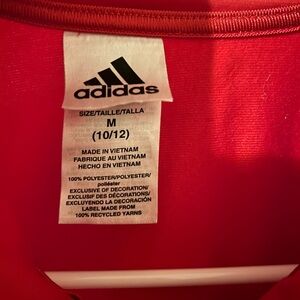 adidas
SIZE/TAILLE/TALLA
M
(10/12)
MADE IN VIETNAM
FABRIQUE AU VIETNAM
HECHO EN VIETNAM
100% POLYESTER/POLYESTER/
poliéster
EXCLUSIVE OF DECORATION/
EXCLUSIF DES DÉCORATIONS/
EXCLUYENDO LA DECORACIÓN
LABEL MADE FROM
100% RECYCLED YARNS